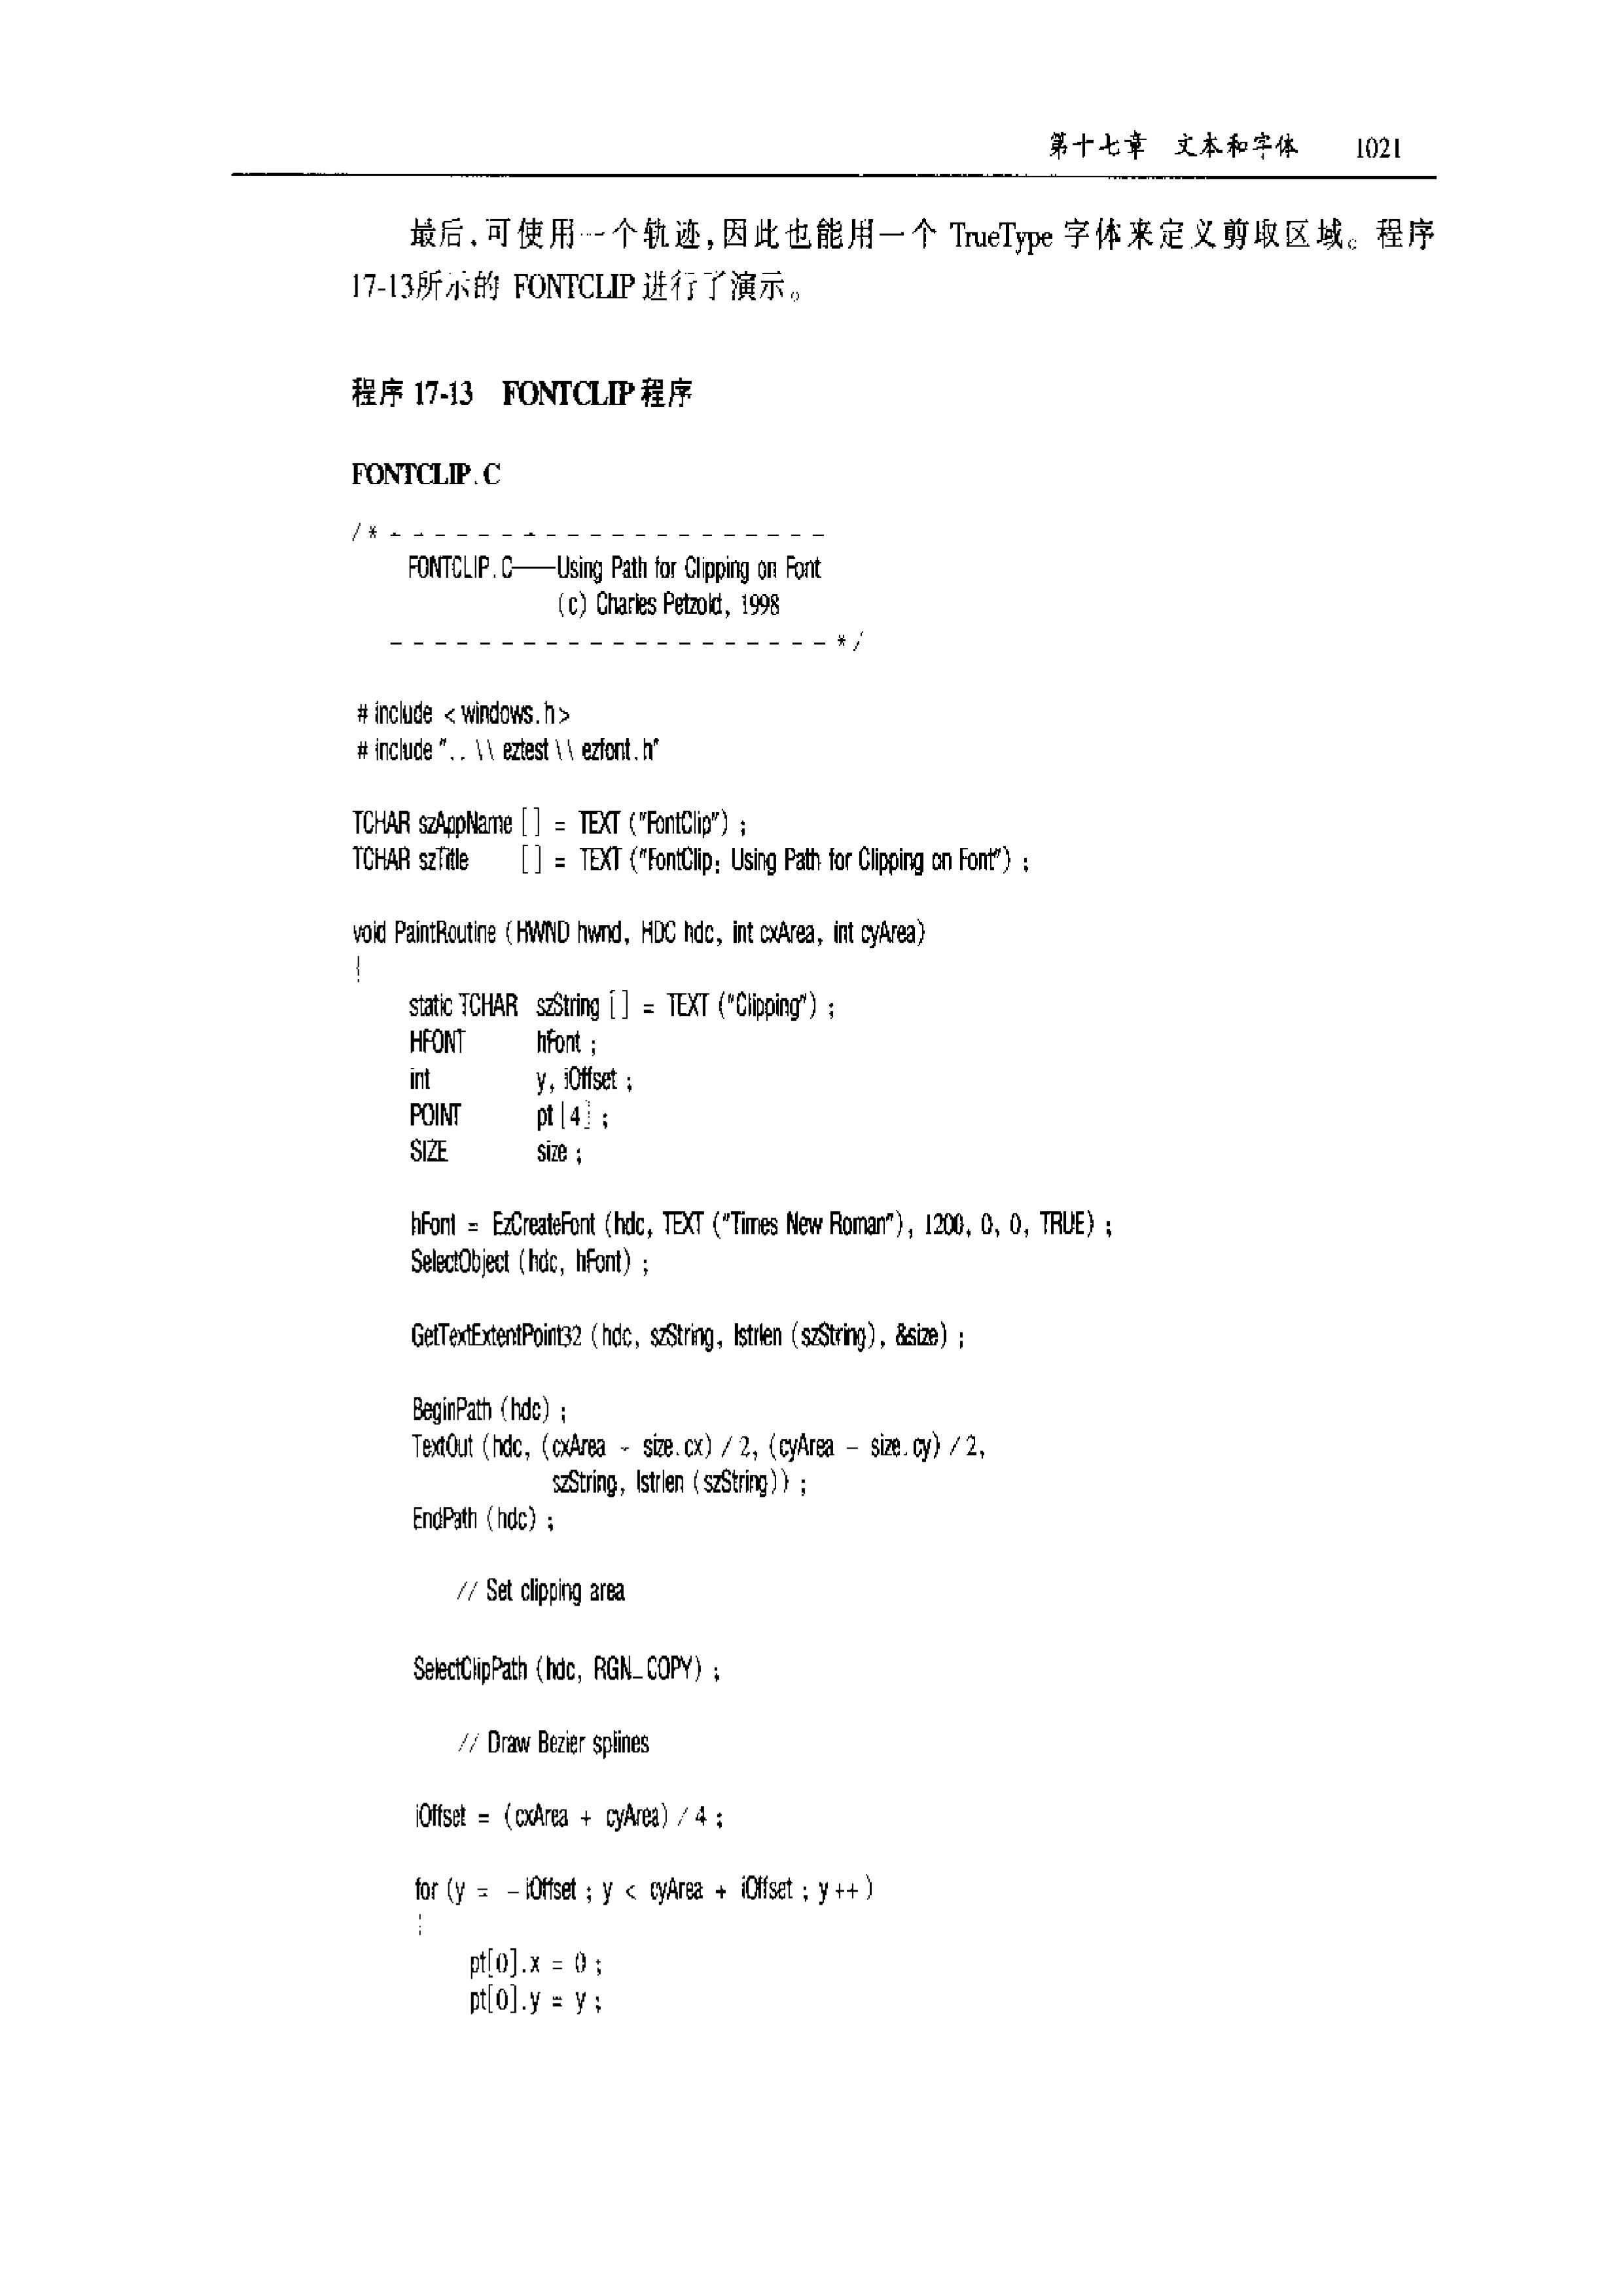 第十七章 文本和字体 1021
最后,可使用一个轨迹,因此也能用一个 TrueType 字体来定义剪取区域。程序
17-13所示的 FONTCLIP 进行了演示。
程序 17-13 FONTCLIP 程序
FONTCLIP.C
/* - - - - - - - - - - - - - - - - - - - -
FONTCLIP.C——Using Path for Clipping on Font
(c) Charles Petzold, 1998
- - - - - - - - - - - - - - - - - - - - */
# include <windows.h>
# include "..\\eztest\\ezfont.h"
TCHAR szAppName [] = TEXT ("FontClip") ;
TCHAR szTitle [] = TEXT ("FontClip: Using Path for Clipping on Font") ;
void PaintRoutine (HWND hwnd, HDC hdc, int cxArea, int cyArea)
{
static TCHAR szString [] = TEXT ("Clipping") ;
HFONT hFont ;
int y, iOffset ;
POINT pt [4] ;
SIZE size ;
hFont = EzCreateFont (hdc, TEXT ("Times New Roman"), 1200, 0, 0, TRUE) ;
SelectObject (hdc, hFont) ;
GetTextExtentPoint32 (hdc, szString, lstrlen (szString), &size) ;
BeginPath (hdc) ;
TextOut (hdc, (cxArea - size.cx) / 2, (cyArea - size.cy) / 2,
szString, lstrlen (szString)) ;
EndPath (hdc) ;
// Set clipping area
SelectClipPath (hdc, RGN_COPY) ;
// Draw Bezier splines
iOffset = (cxArea + cyArea) / 4 ;
for (y = -iOffset ; y < cyArea + iOffset ; y++)
{
pt[0].x = 0 ;
pt[0].y = y ;